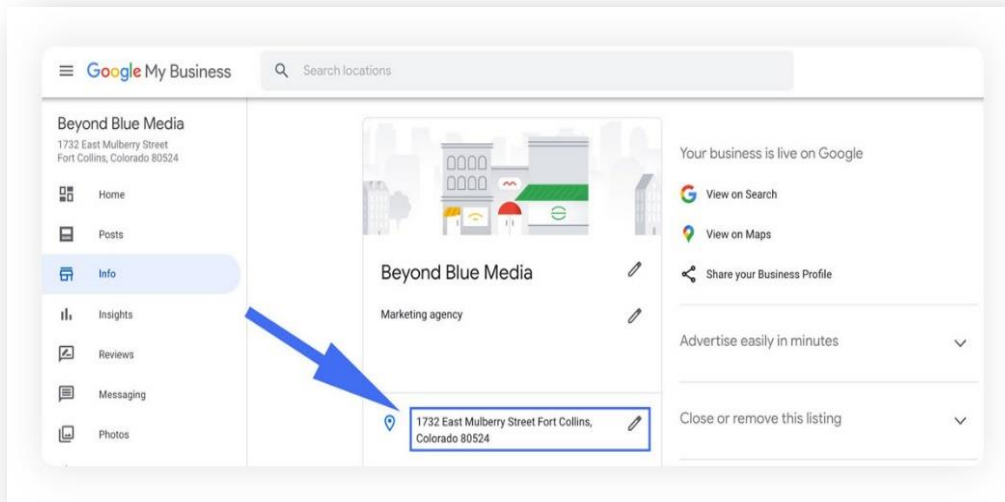 Google My Business
Search locations
Beyond Blue Media
1732 East Mulberry Street
Fort Collins, Colorado 80524
Home
Posts
Info
Insights
Reviews
Messaging
Photos
Beyond Blue Media
Marketing agency
1732 East Mulberry Street Fort Collins,
Colorado 80524
Your business is live on Google
View on Search
View on Maps
Share your Business Profile
Advertise easily in minutes
Close or remove this listing